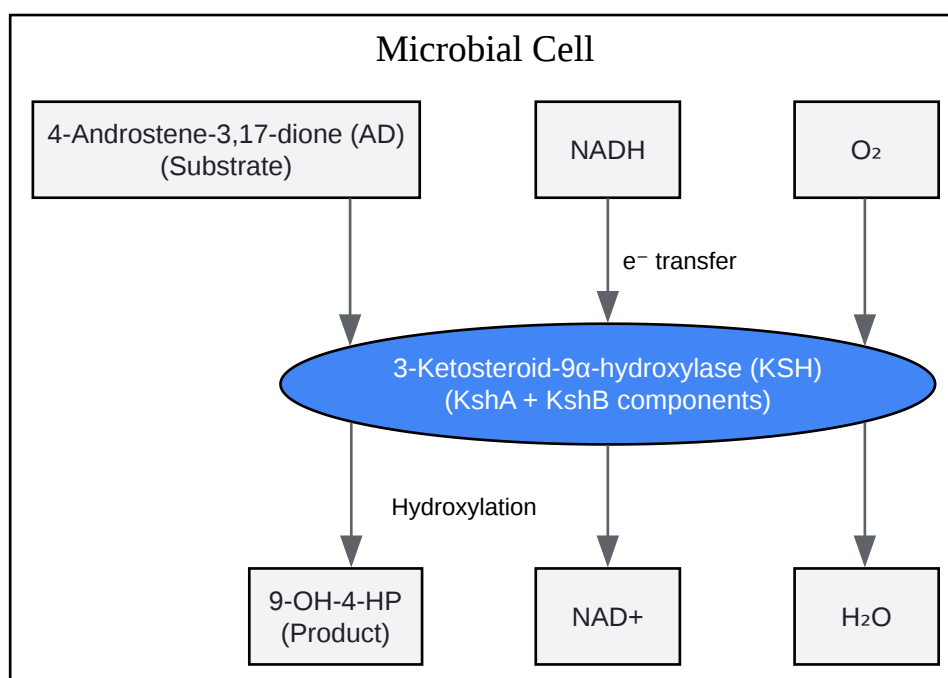 Microbial Cell
4-Androstene-3,17-dione (AD)
(Substrate)
NADH
O₂
e⁻ transfer
3-Ketosteroid-9α-hydroxylase (KSH)
(KshA + KshB components)
Hydroxylation
9-OH-4-HP
(Product)
NAD+
H₂O